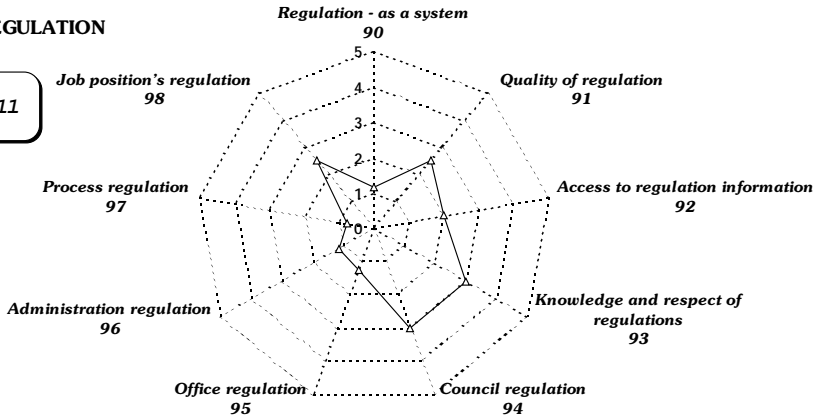 EGULATION
11
Regulation - as a system
90
Quality of regulation
91
Access to regulation information
92
Knowledge and respect of
regulations
93
Council regulation
94
Office regulation
95
Administration regulation
96
Process regulation
97
Job position's regulation
98
5
4
3
2
1
0